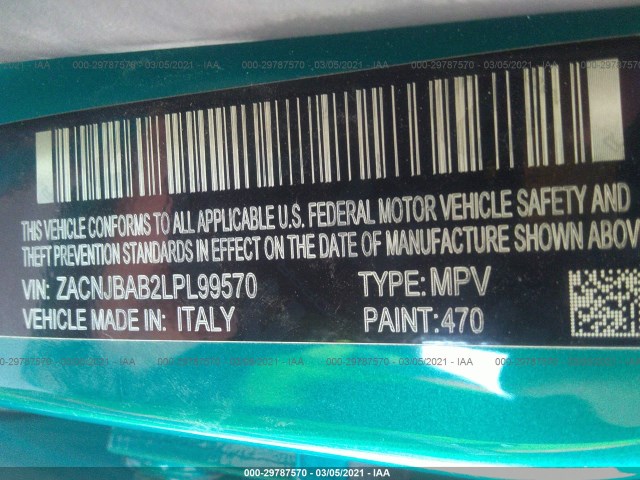 000-29787570 - 03/05/2021 - IAA
THIS VEHICLE CONFORMS TO ALL APPLICABLE U.S. FEDERAL MOTOR VEHICLE SAFETY AND
THEFT PREVENTION STANDARDS IN EFFECT ON THE DATE OF MANUFACTURE SHOWN ABOV
VIN: ZACNJBAB2LPL99570 TYPE: MPV
VEHICLE MADE IN: ITALY PAINT: 470
000-29787570 - 03/05/2021 - IAA
000-29787570 - 03/05/2021 - IAA